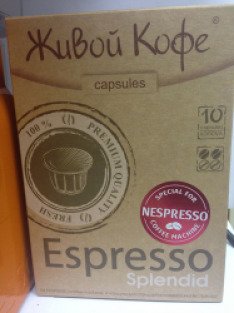 Живой Кофе
capsules
10
100% PREMIUM QUALITY
FRESH
SPECIAL FOR
NESPRESSO
COFFEE MACHINE
Espresso
Splendid